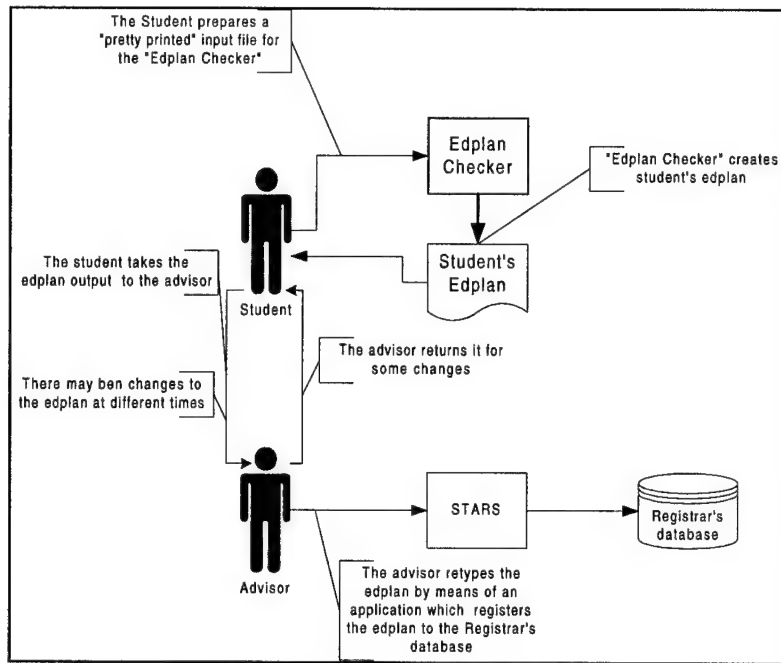 The Student prepares a
"pretty printed" input file for
the "Edplan Checker"
Edplan
Checker
"Edplan Checker" creates
student's edplan
Student's
Edplan
The student takes the
edplan output to the advisor
Student
The advisor returns it for
some changes
There may ben changes to
the edplan at different times
STARS
Registrar's
database
Advisor
The advisor retypes the
edplan by means of an
application which registers
the edplan to the Registrar's
database